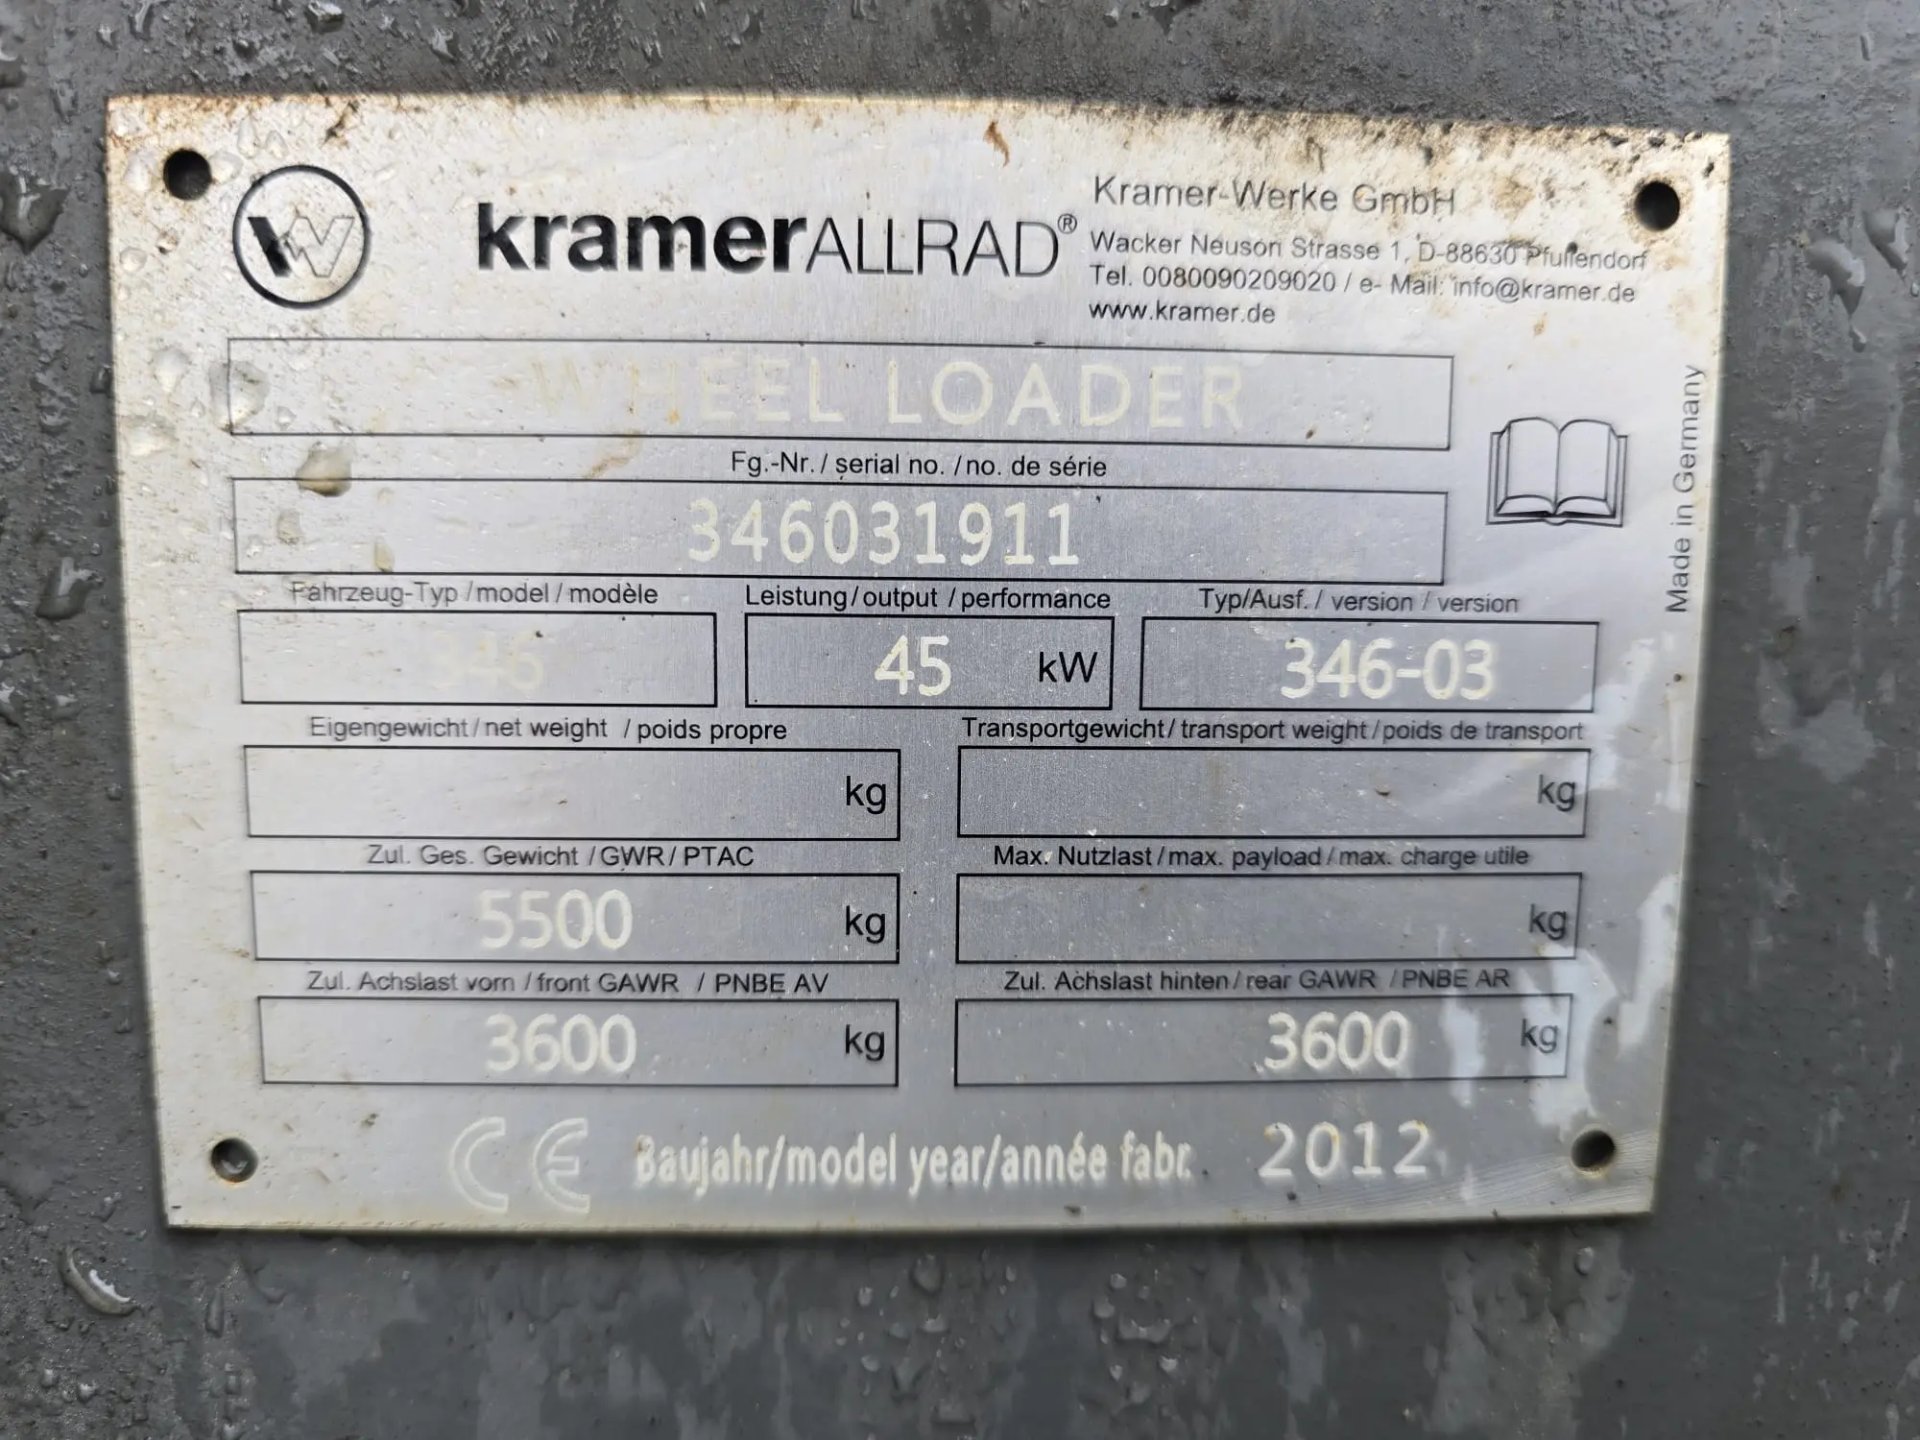 kramerALLRAD®
Kramer-Werke GmbH
Wacker Neuson Strasse 1, D-88630 Pfullendorf
Tel. 0080090209020 / e- Mail: info@kramer.de
www.kramer.de
WHEEL LOADER
Fg.-Nr. / serial no. / no. de série
346031911
Made in Germany
Fahrzeug-Typ / model / modèle
346
Leistung / output / performance
45 kW
Typ/Ausf. / version / version
346-03
Eigengewicht / net weight / poids propre
kg
Transportgewicht / transport weight / poids de transport
kg
Zul. Ges. Gewicht / GWR / PTAC
5500 kg
Max. Nutzlast / max. payload / max. charge utile
kg
Zul. Achslast vorn / front GAWR / PNBE AV
3600 kg
Zul. Achslast hinten / rear GAWR / PNBE AR
3600 kg
CE Baujahr/model year/année fabr. 2012